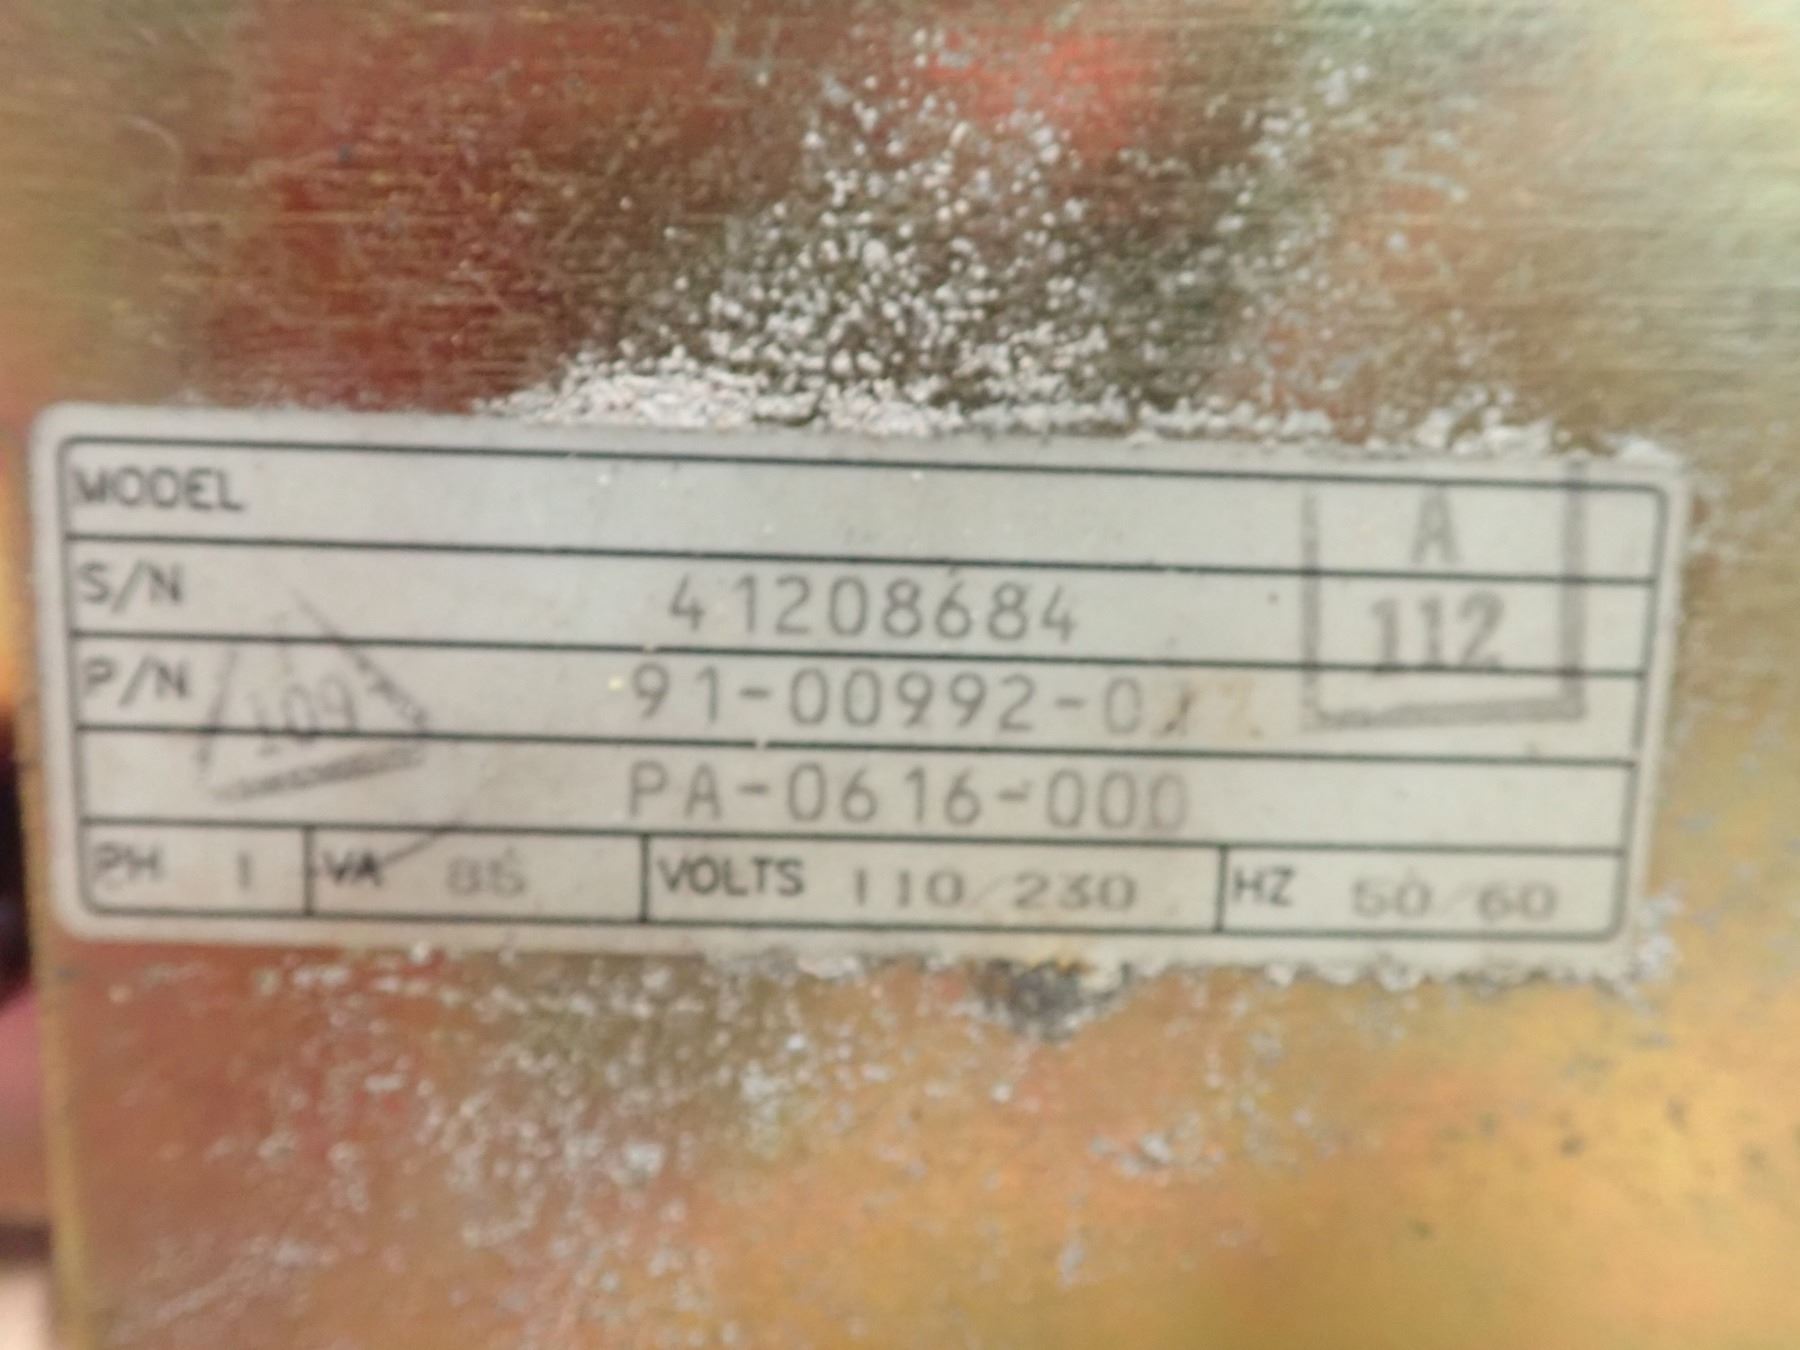 MODEL A
S/N 41208684 112
P/N 109 91-00992-0
PA-0616-000
PH 1 VA 85 VOLTS 110/230 HZ 50/60